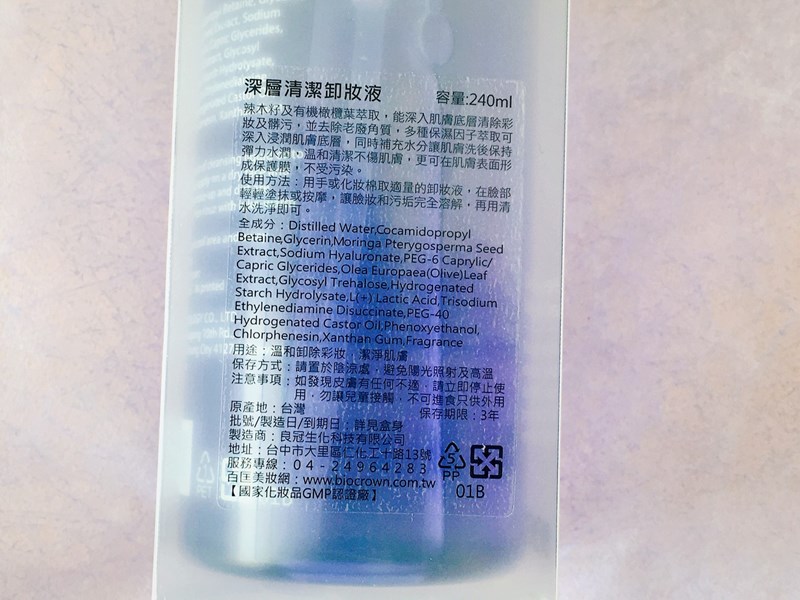 深層清潔卸妝液 容量:240ml
辣木籽及有機橄欖葉萃取，能深入肌膚底層清除彩
妝及髒污，並去除老廢角質，多種保濕因子萃取可
深入浸潤肌膚底層，同時補充水分讓肌膚洗後保持
彈力水潤，溫和清潔不傷肌膚，更可在肌膚表面形
成保護膜，不受污染。
使用方法：用手或化妝棉取適量的卸妝液，在臉部
輕輕塗抹或按摩，讓臉妝和污垢完全溶解，再用清
水洗淨即可。
全成分：Distilled Water,Cocamidopropyl
Betaine,Glycerin,Moringa Pterygosperma Seed
Extract,Sodium Hyaluronate,PEG-6 Caprylic/
Capric Glycerides,Olea Europaea(Olive)Leaf
Extract,Glycosyl Trehalose,Hydrogenated
Starch Hydrolysate,L(+) Lactic Acid,Trisodium
Ethylenediamine Disuccinate,PEG-40
Hydrogenated Castor Oil,Phenoxyethanol,
Chlorphenesin,Xanthan Gum,Fragrance
用途：溫和卸除彩妝，潔淨肌膚
保存方式：請置於陰涼處，避免陽光照射及高溫
注意事項：如發現皮膚有任何不適，請立即停止使
用，勿讓兒童接觸，不可進食只供外用
原產地：台灣 保存期限：3年
批號/製造日/到期日：詳見盒身
製造商：良冠生化科技有限公司
地址：台中市大里區仁化工十路13號
服務專線：04-24964283
百匡美妝網：www.biocrown.com.tw
【國家化妝品GMP認證廠】
5
PP
01B